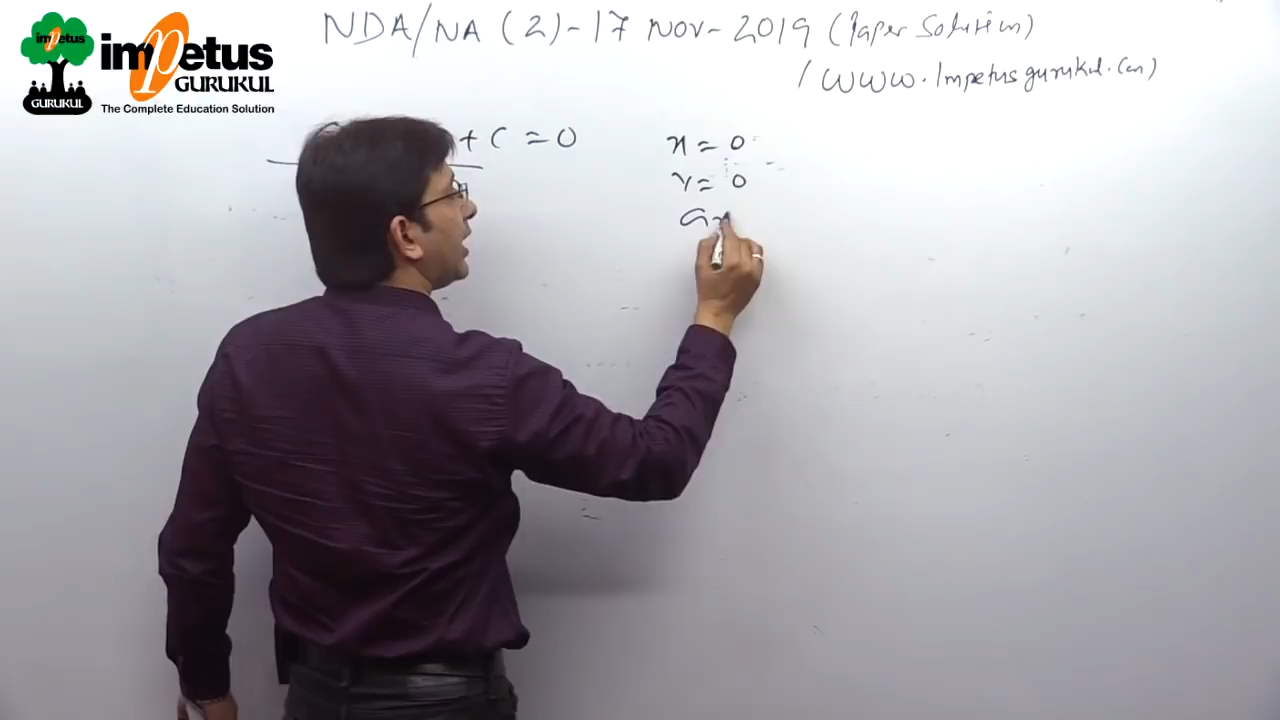 NDA/NA (2)-17 Nov-2019 (Paper Solution)
/ www.Impetusgurukul.com)
impetus
GURUKUL
impetus
GURUKUL
The Complete Education Solution
+ C = 0
x = 0
y = 0
ax